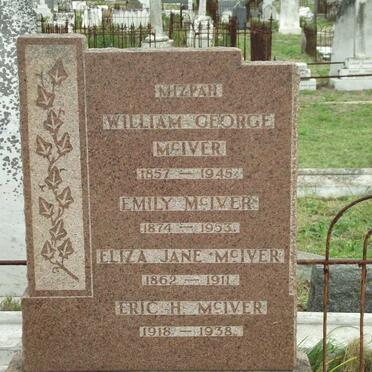 MIZPAH
WILLIAM GEORGE
McIVER
1857 — 1945.
EMILY McIVER
1874 — 1953.
ELIZA JANE McIVER
1862 — 1911.
ERIC H. McIVER
1918 — 1938.